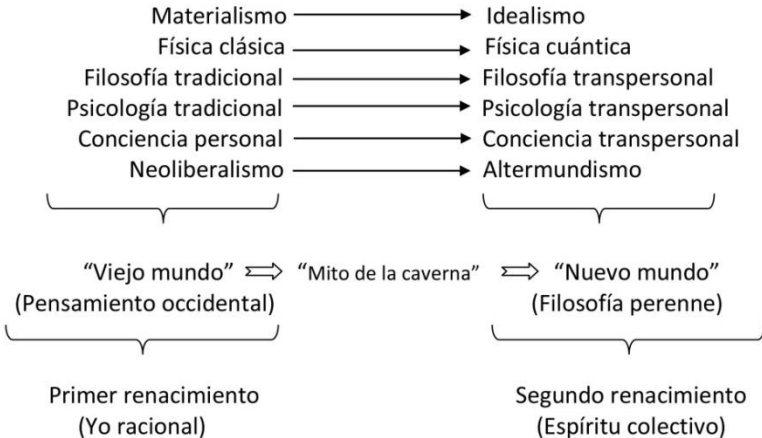 Materialismo Idealismo
Física clásica Física cuántica
Filosofía tradicional Filosofía transpersonal
Psicología tradicional Psicología transpersonal
Conciencia personal Conciencia transpersonal
Neoliberalismo Altermundismo
“Viejo mundo” “Mito de la caverna” “Nuevo mundo”
(Pensamiento occidental) (Filosofía perenne)
Primer renacimiento Segundo renacimiento
(Yo racional) (Espíritu colectivo)